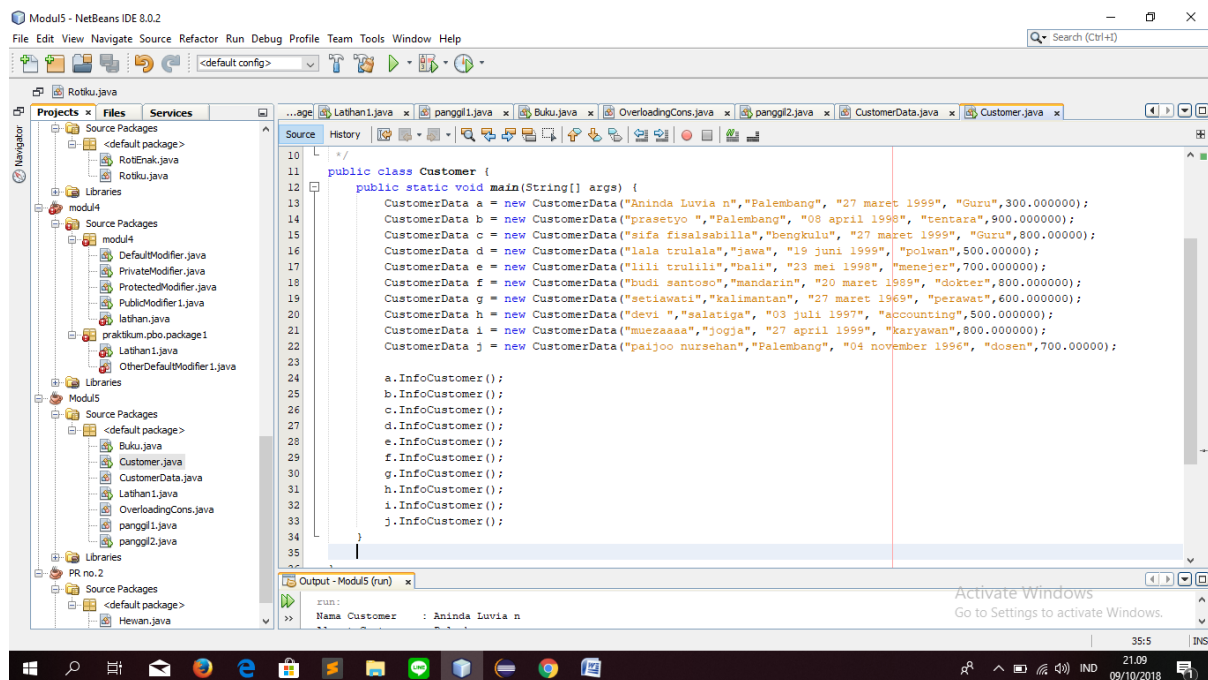 Modul5 - NetBeans IDE 8.0.2
File Edit View Navigate Source Refactor Run Debug Profile Team Tools Window Help
Search (Ctrl+I)
<default config>
Rotiku.java
Projects Files Services
Navigator
Source Packages
<default package>
RotiEnak.java
Rotiku.java
Libraries
modul4
Source Packages
modul4
DefaultModifier.java
PrivateModifier.java
ProtectedModifier.java
PublicModifier1.java
latihan.java
praktikum.pbo.package1
Latihan1.java
OtherDefaultModifier1.java
Libraries
Modul5
Source Packages
<default package>
Buku.java
Customer.java
CustomerData.java
Latihan1.java
OverloadingCons.java
panggil1.java
panggil2.java
Libraries
PR no.2
Source Packages
<default package>
Hewan.java
...age Latihan1.java panggil1.java Buku.java OverloadingCons.java panggil2.java CustomerData.java Customer.java
Source History
10 */
11 public class Customer {
12 public static void main(String[] args) {
13 CustomerData a = new CustomerData("Aninda Luvia n","Palembang", "27 maret 1999", "Guru",300.000000);
14 CustomerData b = new CustomerData("prasetyo ","Palembang", "08 april 1998", "tentara",900.000000);
15 CustomerData c = new CustomerData("sifa fisalsabilla","bengkulu", "27 maret 1999", "Guru",800.00000);
16 CustomerData d = new CustomerData("lala trulala","jawa", "19 juni 1999", "polwan",500.00000);
17 CustomerData e = new CustomerData("lili trulili","bali", "23 mei 1998", "menejer",700.000000);
18 CustomerData f = new CustomerData("budi santoso","mandarin", "20 maret 1989", "dokter",800.000000);
19 CustomerData g = new CustomerData("setiawati","kalimantan", "27 maret 1969", "perawat",600.000000);
20 CustomerData h = new CustomerData("devi ","salatiga", "03 juli 1997", "accounting",500.000000);
21 CustomerData i = new CustomerData("muezaaaa","jogja", "27 april 1999", "karyawan",800.000000);
22 CustomerData j = new CustomerData("paijoo nursehan","Palembang", "04 november 1996", "dosen",700.00000);
23
24 a.InfoCustomer();
25 b.InfoCustomer();
26 c.InfoCustomer();
27 d.InfoCustomer();
28 e.InfoCustomer();
29 f.InfoCustomer();
30 g.InfoCustomer();
31 h.InfoCustomer();
32 i.InfoCustomer();
33 j.InfoCustomer();
34 }
35
Output - Modul5 (run)
run:
Nama Customer : Aninda Luvia n
Activate Windows
Go to Settings to activate Windows.
35:5 INS
IND
21.09
09/10/2018